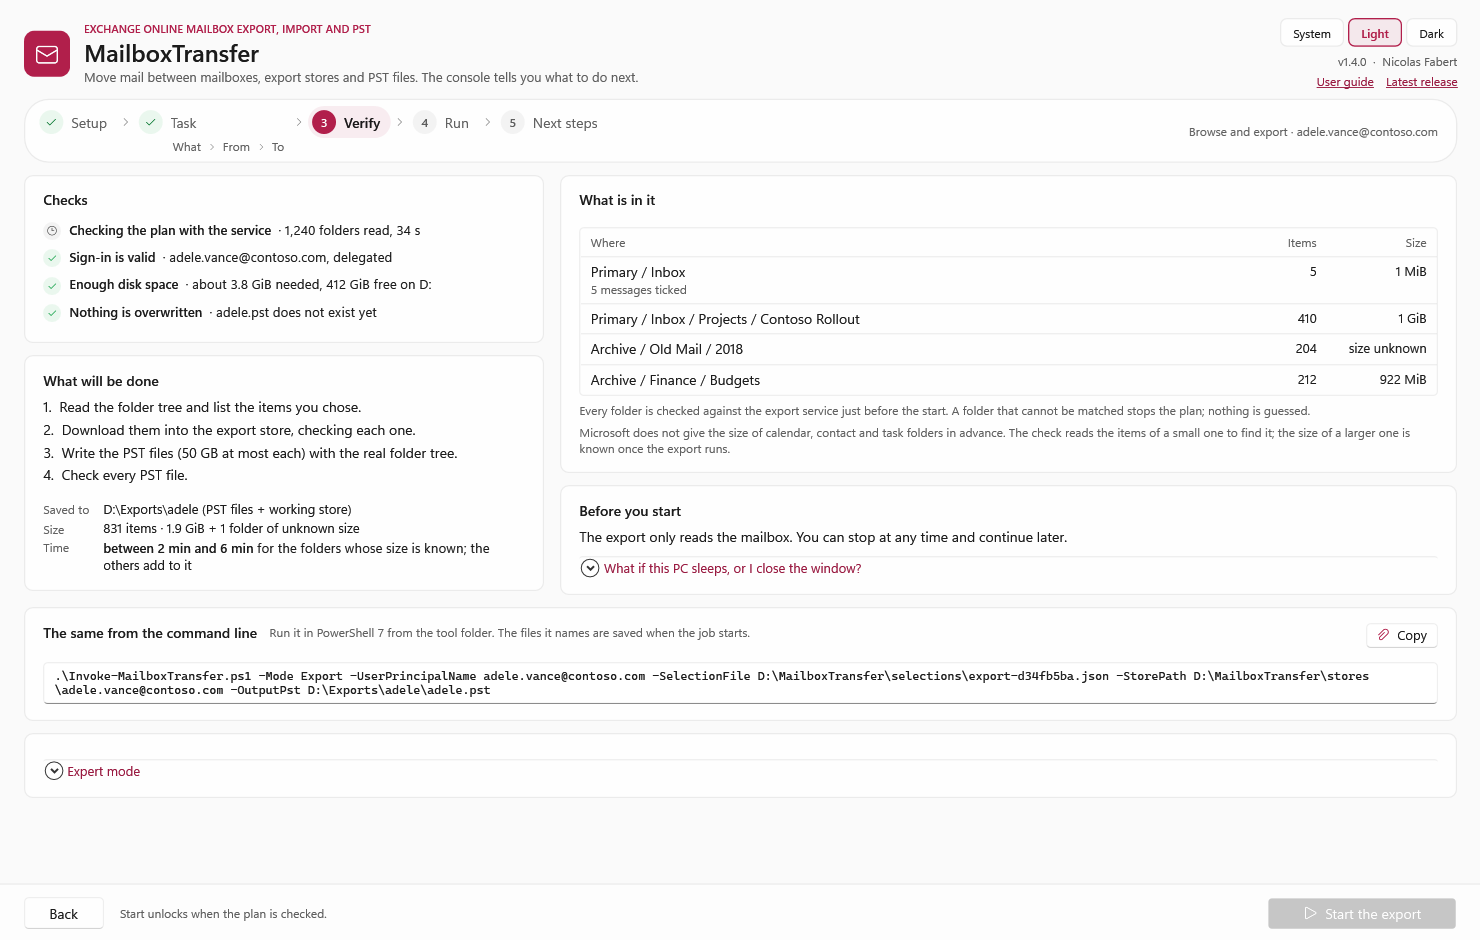 EXCHANGE ONLINE MAILBOX EXPORT, IMPORT AND PST
MailboxTransfer
Move mail between mailboxes, export stores and PST files. The console tells you what to do next.
System
Light
Dark
v1.4.0 · Nicolas Fabert
User guide
Latest release
Setup
Task
3 Verify
4 Run
5 Next steps
What
From
To
Browse and export · adele.vance@contoso.com
Checks
Checking the plan with the service · 1,240 folders read, 34 s
Sign-in is valid · adele.vance@contoso.com, delegated
Enough disk space · about 3.8 GiB needed, 412 GiB free on D:
Nothing is overwritten · adele.pst does not exist yet
What will be done
1. Read the folder tree and list the items you chose.
2. Download them into the export store, checking each one.
3. Write the PST files (50 GB at most each) with the real folder tree.
4. Check every PST file.
Saved to D:\Exports\adele (PST files + working store)
Size 831 items · 1.9 GiB + 1 folder of unknown size
Time between 2 min and 6 min for the folders whose size is known; the
others add to it
What is in it
Where Items Size
Primary / Inbox 5 1 MiB
5 messages ticked
Primary / Inbox / Projects / Contoso Rollout 410 1 GiB
Archive / Old Mail / 2018 204 size unknown
Archive / Finance / Budgets 212 922 MiB
Every folder is checked against the export service just before the start. A folder that cannot be matched stops the plan; nothing is guessed.
Microsoft does not give the size of calendar, contact and task folders in advance. The check reads the items of a small one to find it; the size of a larger one is
known once the export runs.
Before you start
The export only reads the mailbox. You can stop at any time and continue later.
What if this PC sleeps, or I close the window?
The same from the command line Run it in PowerShell 7 from the tool folder. The files it names are saved when the job starts.
Copy
.\Invoke-MailboxTransfer.ps1 -Mode Export -UserPrincipalName adele.vance@contoso.com -SelectionFile D:\MailboxTransfer\selections\export-d34fb5ba.json -StorePath D:\MailboxTransfer\stores
\adele.vance@contoso.com -OutputPst D:\Exports\adele\adele.pst
Expert mode
Back
Start unlocks when the plan is checked.
Start the export